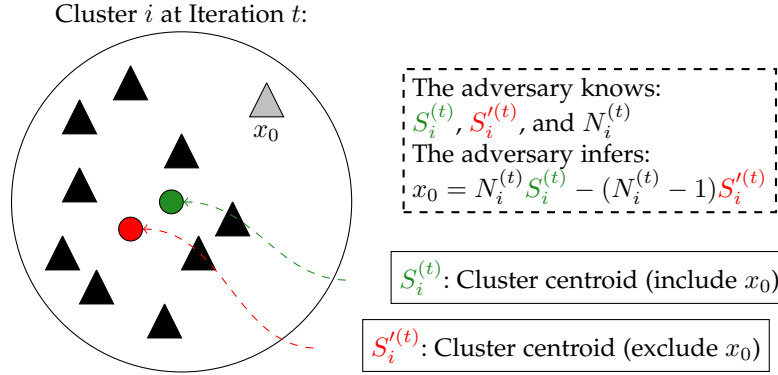 Cluster $i$ at Iteration $t$:
$x_0$
The adversary knows:
$S_i^{(t)}$, $S_i'^{(t)}$, and $N_i^{(t)}$
The adversary infers:
$x_0 = N_i^{(t)} S_i^{(t)} - (N_i^{(t)} - 1) S_i'^{(t)}$
$S_i^{(t)}$: Cluster centroid (include $x_0$)
$S_i'^{(t)}$: Cluster centroid (exclude $x_0$)